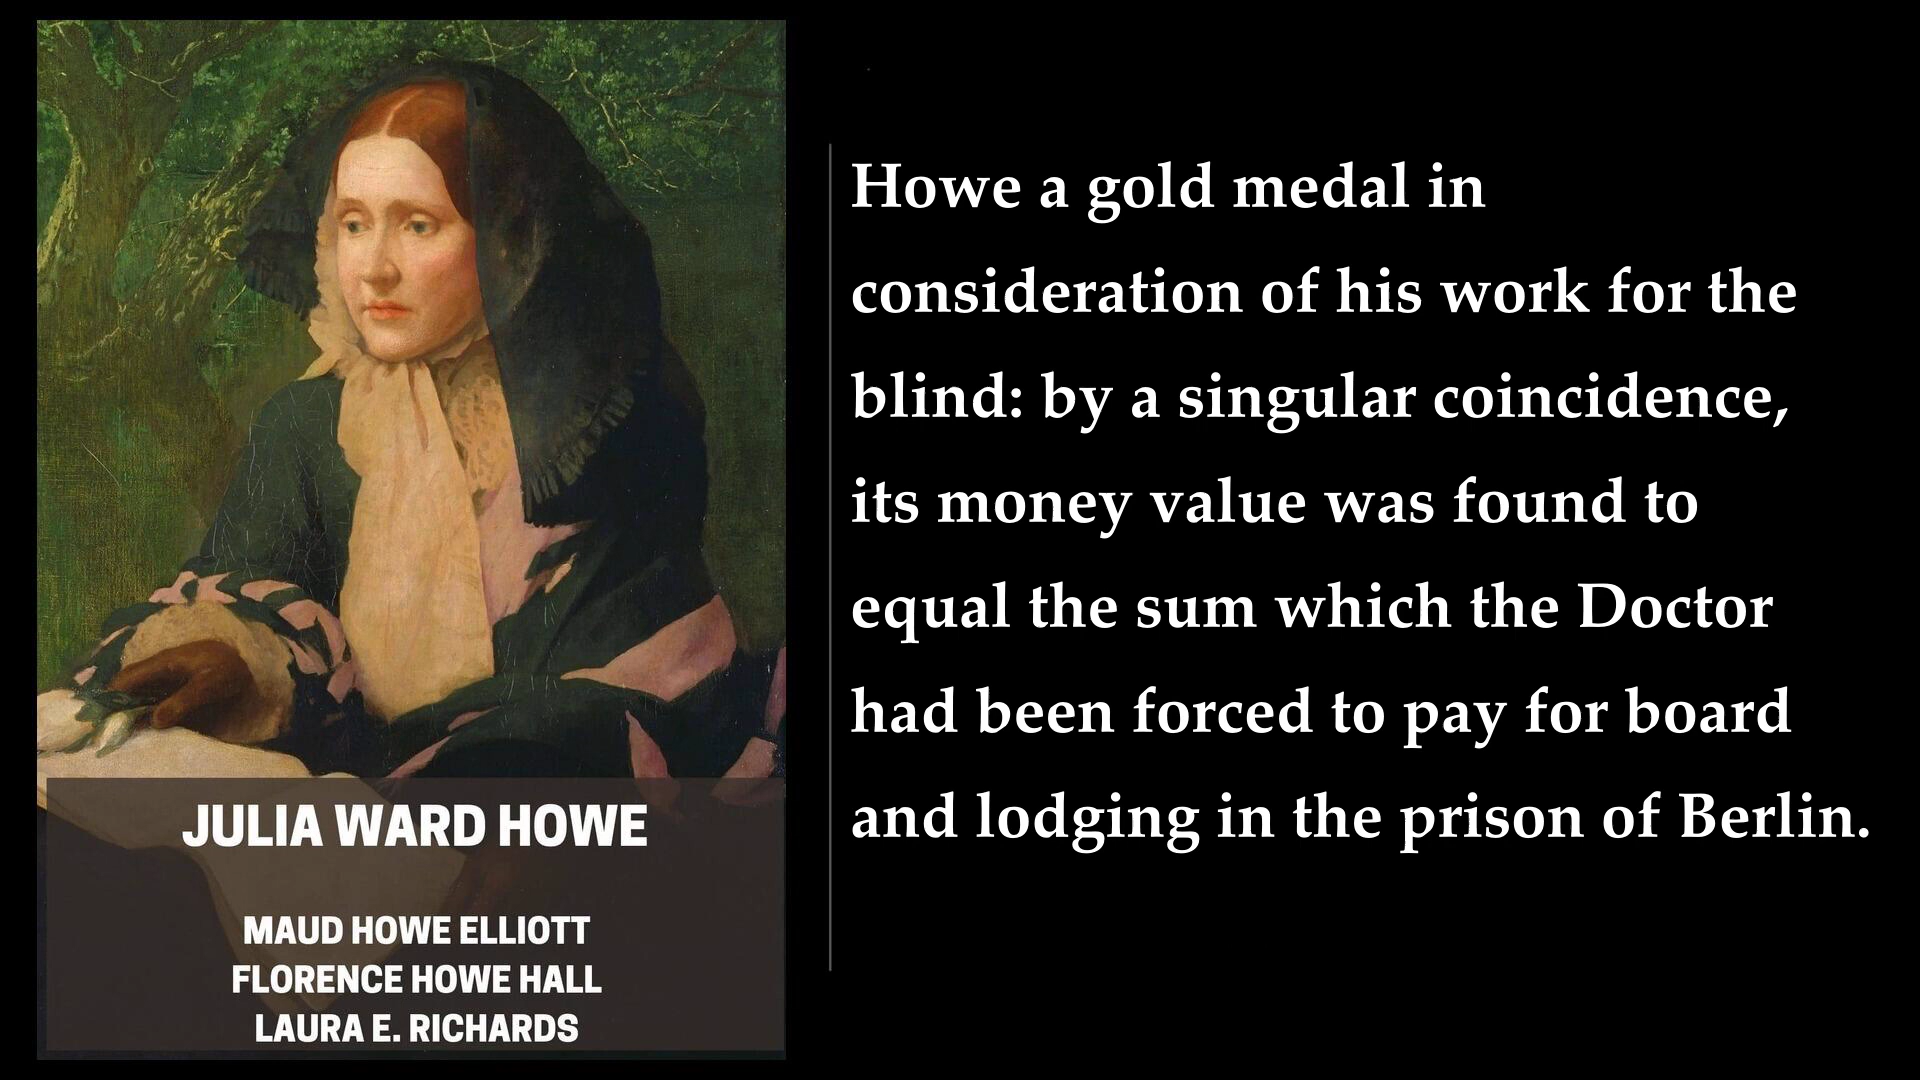 JULIA WARD HOWE
MAUD HOWE ELLIOTT
FLORENCE HOWE HALL
LAURA E. RICHARDS
Howe a gold medal in
consideration of his work for the
blind: by a singular coincidence,
its money value was found to
equal the sum which the Doctor
had been forced to pay for board
and lodging in the prison of Berlin.